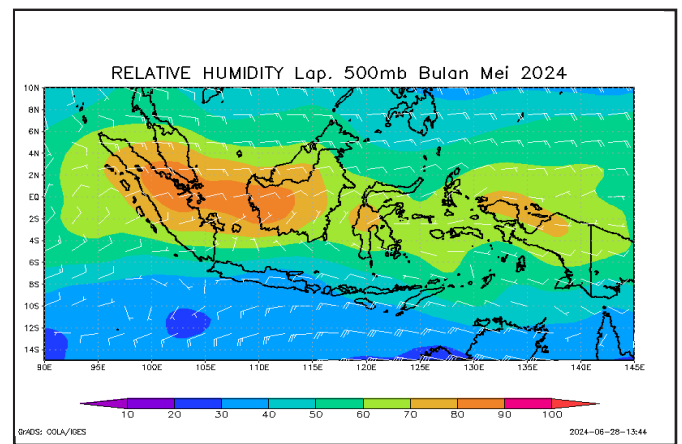 RELATIVE HUMIDITY Lap. 500mb Bulan Mei 2024
10N
8N
6N
4N
2N
EQ
2S
4S
6S
8S
10S
12S
14S
90E 95E 100E 105E 110E 115E 120E 125E 130E 135E 140E 145E
10 20 30 40 50 60 70 80 90 100
GrADS: COLA/IGES 2024-06-28-13:44